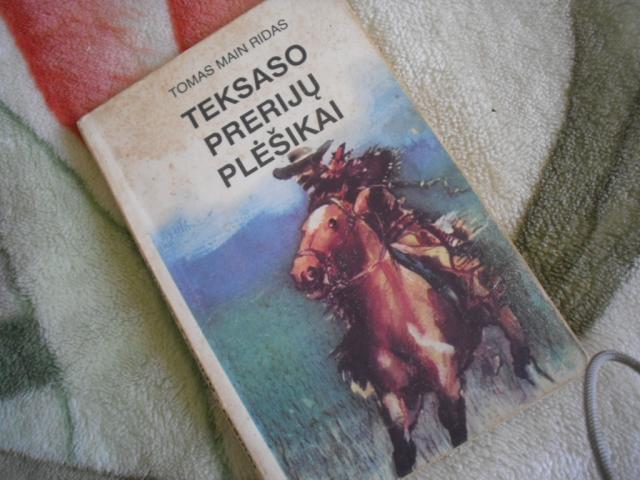 TOMAS MAIN RIDAS
TEKSASO
PRERIJŲ
PLĖŠIKAI